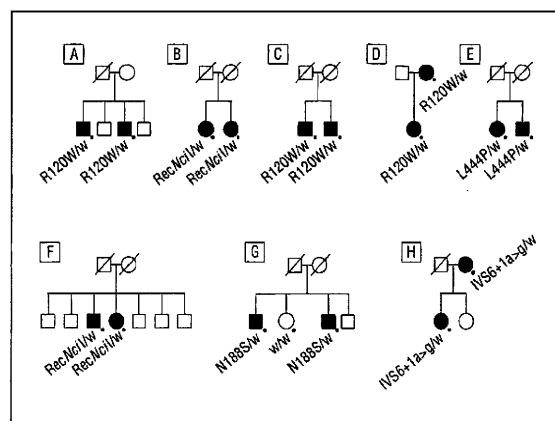 A
B
C
D
E
R120W/w
R120W/w
RecNciI/w
RecNciI/w
R120W/w
R120W/w
R120W/w
R120W/w
L444P/w
L444P/w
F
G
H
RecNciI/w
RecNciI/w
N188S/w
w/w
N188S/w
IVS6+1a>g/w
IVS6+1a>g/w